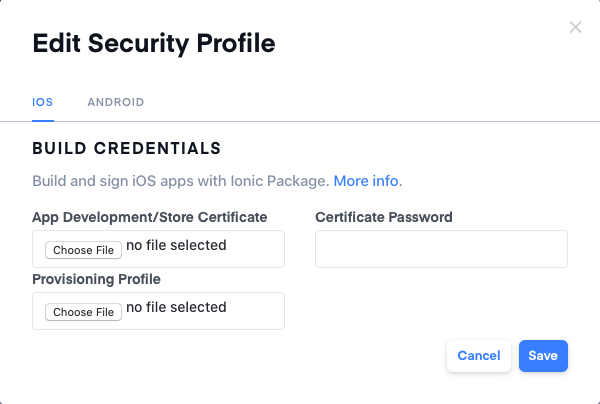 Edit Security Profile
IOS ANDROID
BUILD CREDENTIALS
Build and sign iOS apps with Ionic Package. More info.
App Development/Store Certificate Certificate Password
Choose File no file selected
Provisioning Profile
Choose File no file selected
Cancel Save